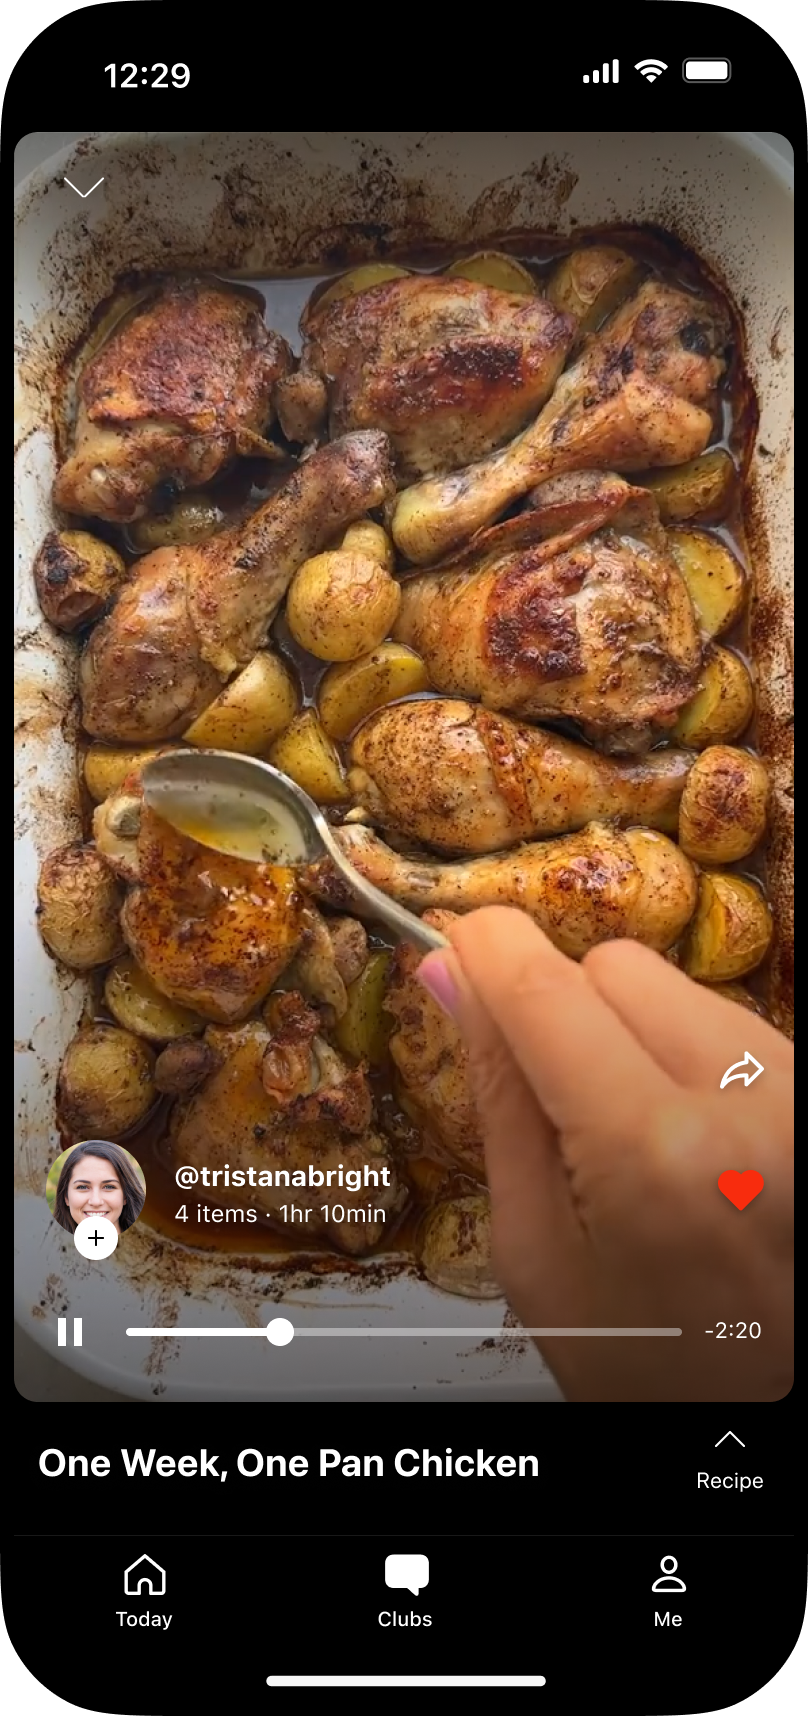 12:29
@tristanabright
4 items · 1hr 10min
-2:20
One Week, One Pan Chicken
Recipe
Today
Clubs
Me